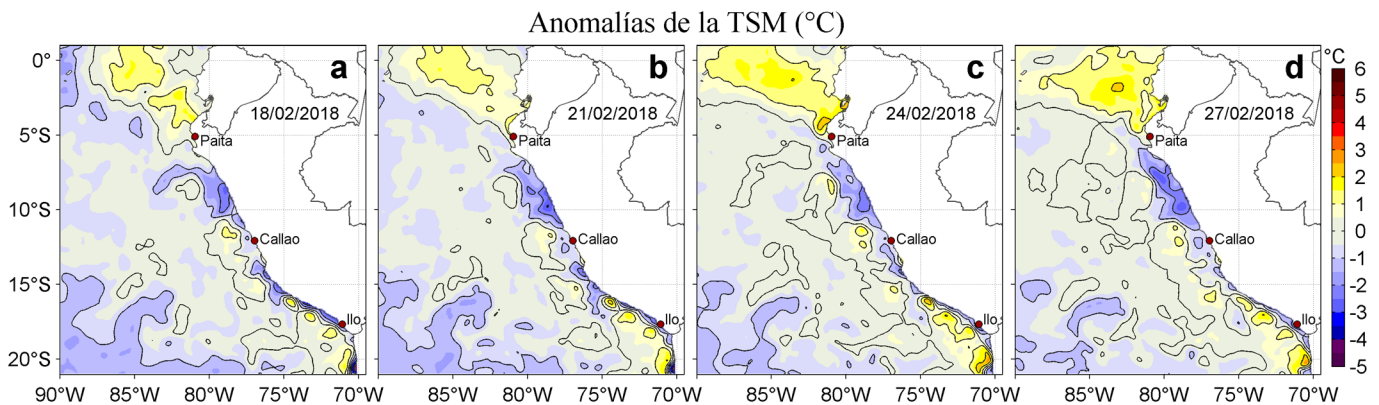 Anomalías de la TSM (°C)
a b c d °C
18/02/2018 21/02/2018 24/02/2018 27/02/2018
0° 5°S 10°S 15°S 20°S
Paita Paita Paita Paita
Callao Callao Callao Callao
Ilo Ilo Ilo Ilo
90°W 85°W 80°W 75°W 70°W 85°W 80°W 75°W 70°W 85°W 80°W 75°W 70°W 85°W 80°W 75°W 70°W
6
5
4
3
2
1
0
-1
-2
-3
-4
-5